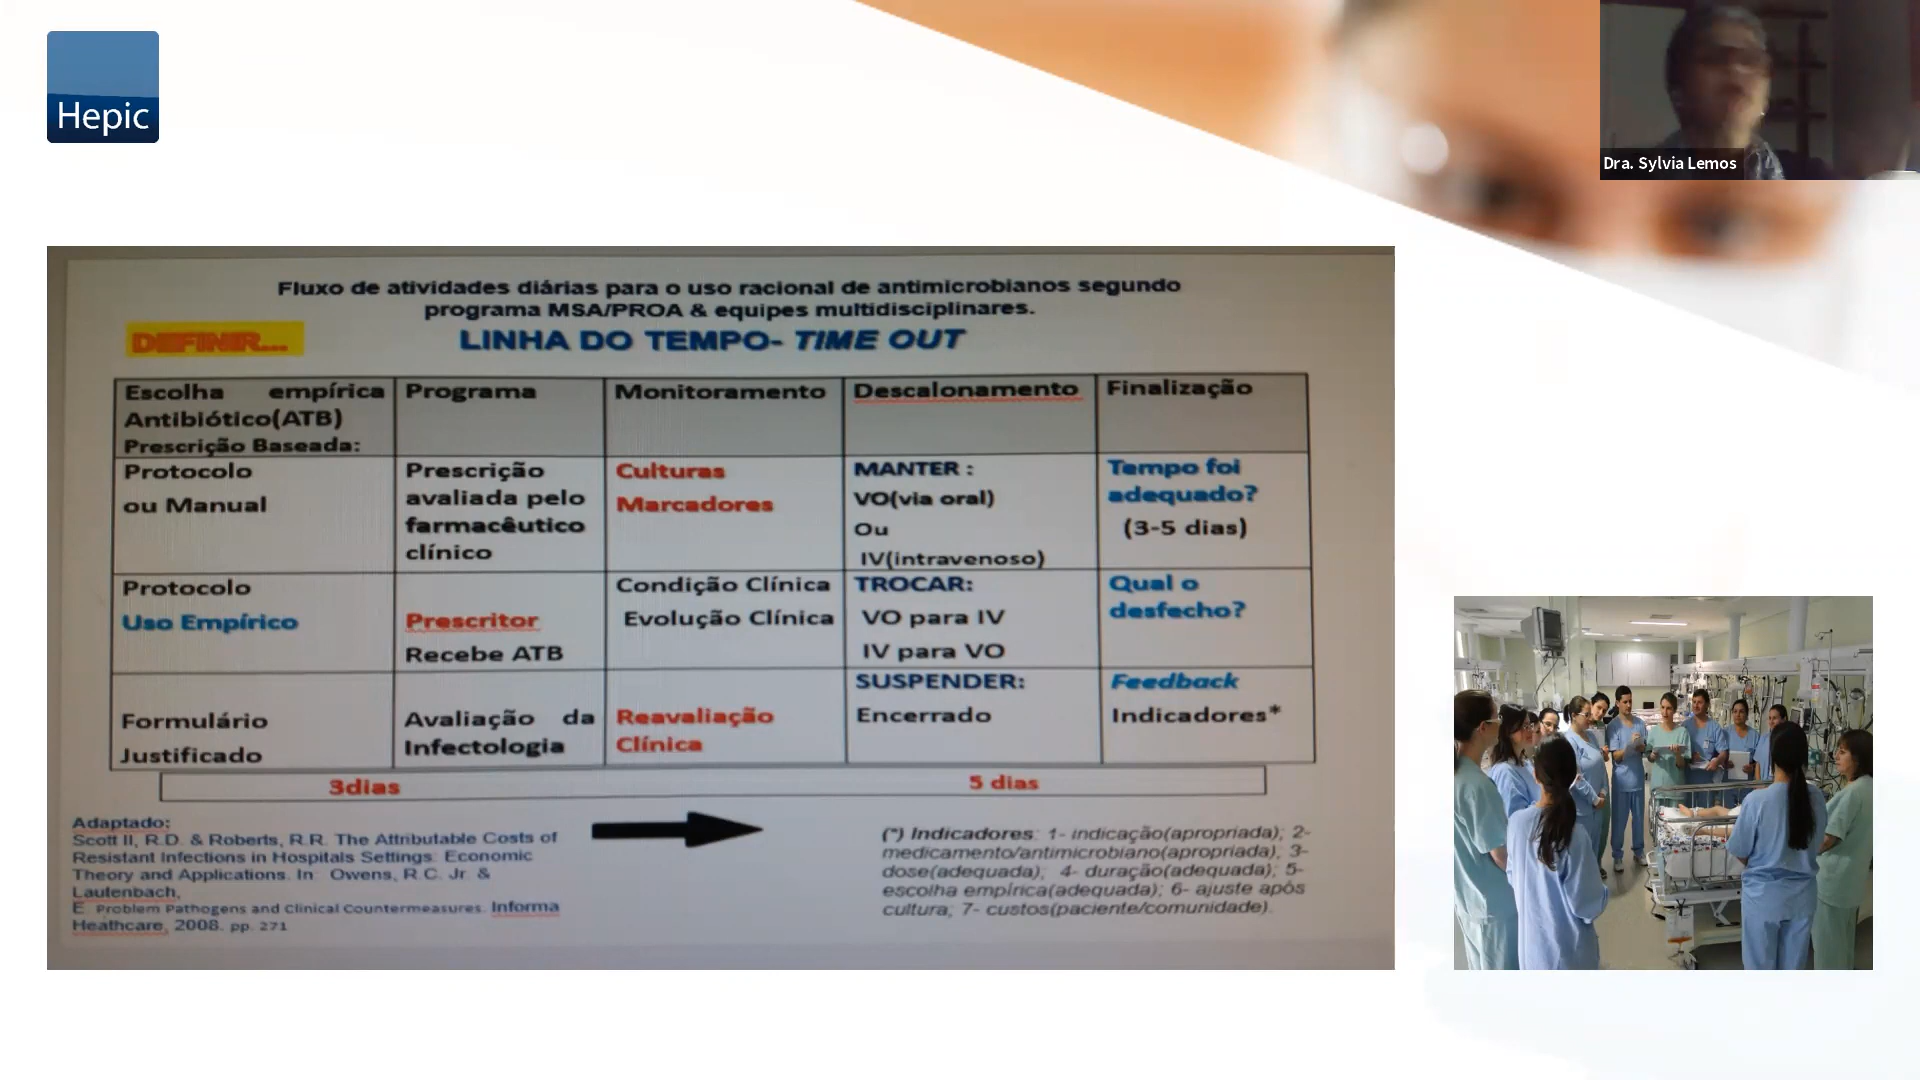 Hepic
Dra. Sylvia Lemos
Fluxo de atividades diárias para o uso racional de antimicrobianos segundo
programa MSA/PROA & equipes multidisciplinares.
DEFINIR...
LINHA DO TEMPO- TIME OUT
Escolha empírica
Antibiótico(ATB)
Prescrição Baseada:
Programa
Monitoramento
Descalonamento
Finalização
Protocolo
ou Manual
Prescrição
avaliada pelo
farmacêutico
clínico
Culturas
Marcadores
MANTER :
VO(via oral)
Ou
IV(intravenoso)
Tempo foi
adequado?
(3-5 dias)
Protocolo
Uso Empírico
Prescritor
Recebe ATB
Condição Clínica
Evolução Clínica
TROCAR:
VO para IV
IV para VO
Qual o
desfecho?
Formulário
Justificado
Avaliação da
Infectologia
Reavaliação
Clínica
SUSPENDER:
Encerrado
Feedback
Indicadores*
3dias
5 dias
Adaptado:
Scott II, R.D. & Roberts, R.R. The Attributable Costs of
Resistant Infections in Hospitals Settings: Economic
Theory and Applications. In: Owens, R.C. Jr. &
Lautenbach,
E. Problem Pathogens and Clinical Countermeasures. Informa
Heathcare, 2008. pp. 271
(*) Indicadores: 1- indicação(apropriada); 2-
medicamento/antimicrobiano(apropriada); 3-
dose(adequada); 4- duração(adequada); 5-
escolha empírica(adequada); 6- ajuste após
cultura; 7- custos(paciente/comunidade).